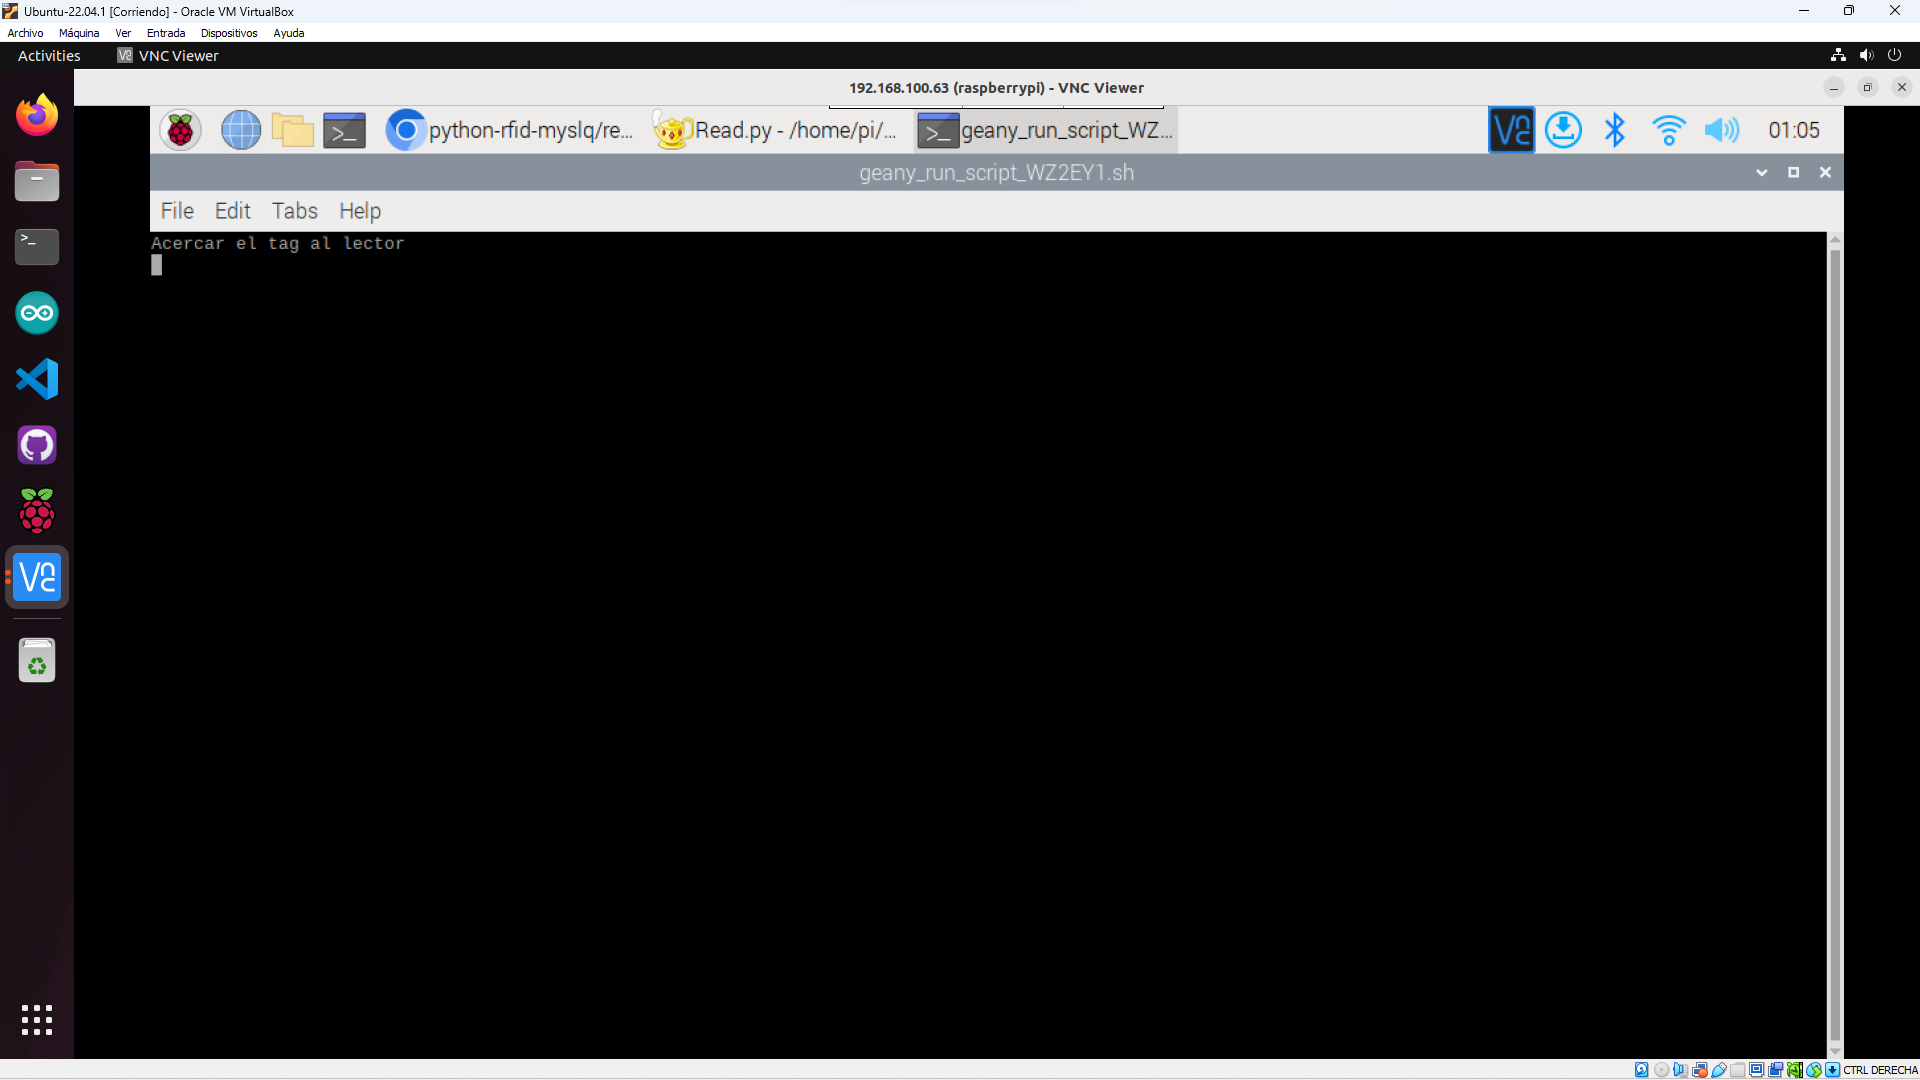 Ubuntu-22.04.1 [Corriendo] - Oracle VM VirtualBox
Archivo Máquina Ver Entrada Dispositivos Ayuda
Activities VNC Viewer
192.168.100.63 (raspberrypi) - VNC Viewer
python-rfid-myslq/re... Read.py - /home/pi/... geany_run_script_WZ... 01:05
geany_run_script_WZ2EY1.sh
File Edit Tabs Help
Acercar el tag al lector
CTRL DERECHA